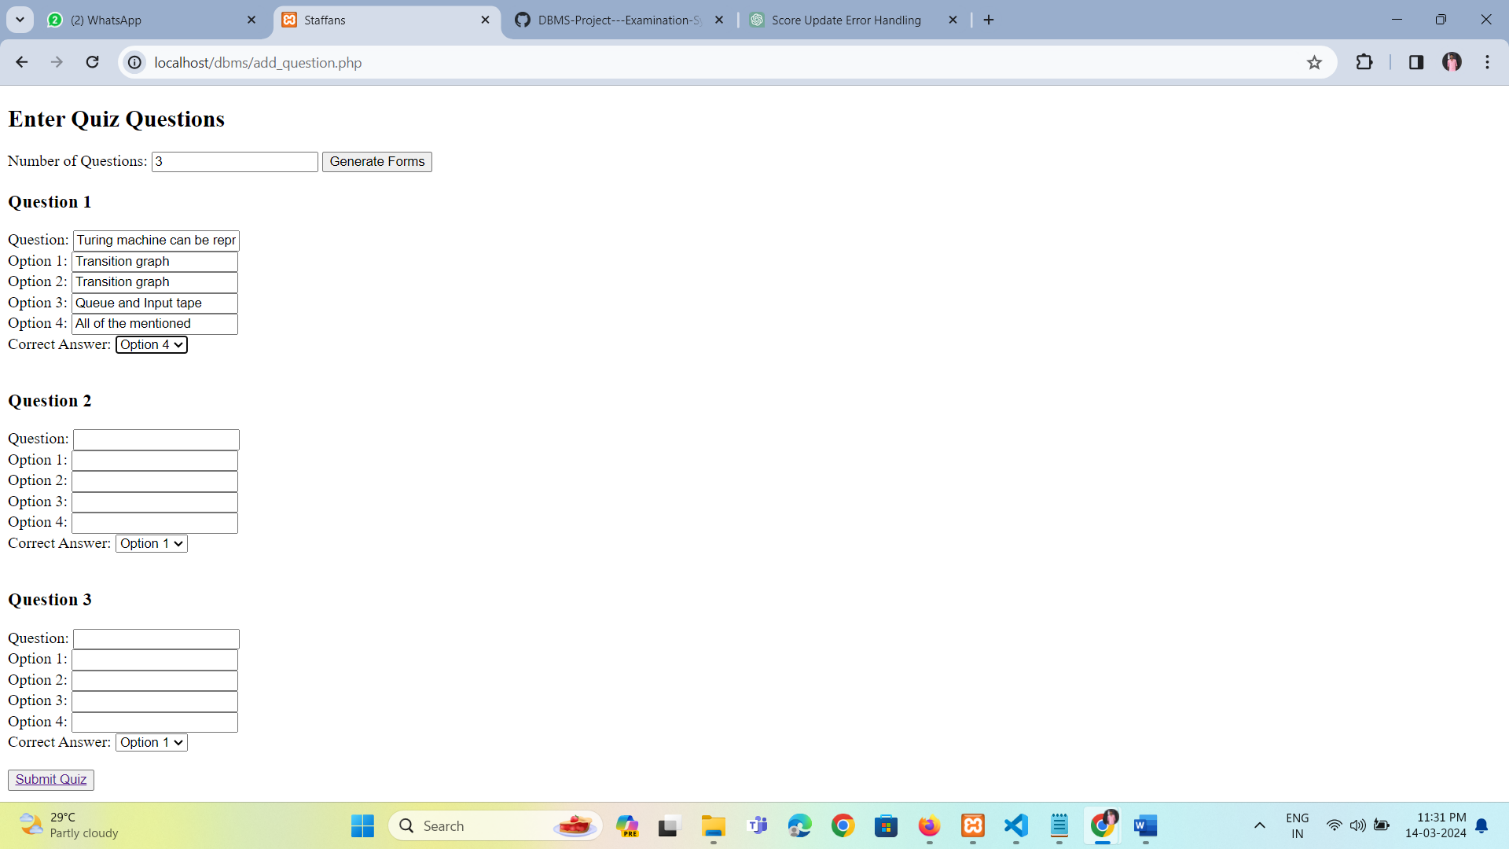 (2) WhatsApp
Staffans
DBMS-Project---Examination-Sy
Score Update Error Handling
localhost/dbms/add_question.php
Enter Quiz Questions
Number of Questions: 3 Generate Forms
Question 1
Question: Turing machine can be repr
Option 1: Transition graph
Option 2: Transition graph
Option 3: Queue and Input tape
Option 4: All of the mentioned
Correct Answer: Option 4
Question 2
Question:
Option 1:
Option 2:
Option 3:
Option 4:
Correct Answer: Option 1
Question 3
Question:
Option 1:
Option 2:
Option 3:
Option 4:
Correct Answer: Option 1
Submit Quiz
29°C
Partly cloudy
Search
PRE
ENG
IN
11:31 PM
14-03-2024